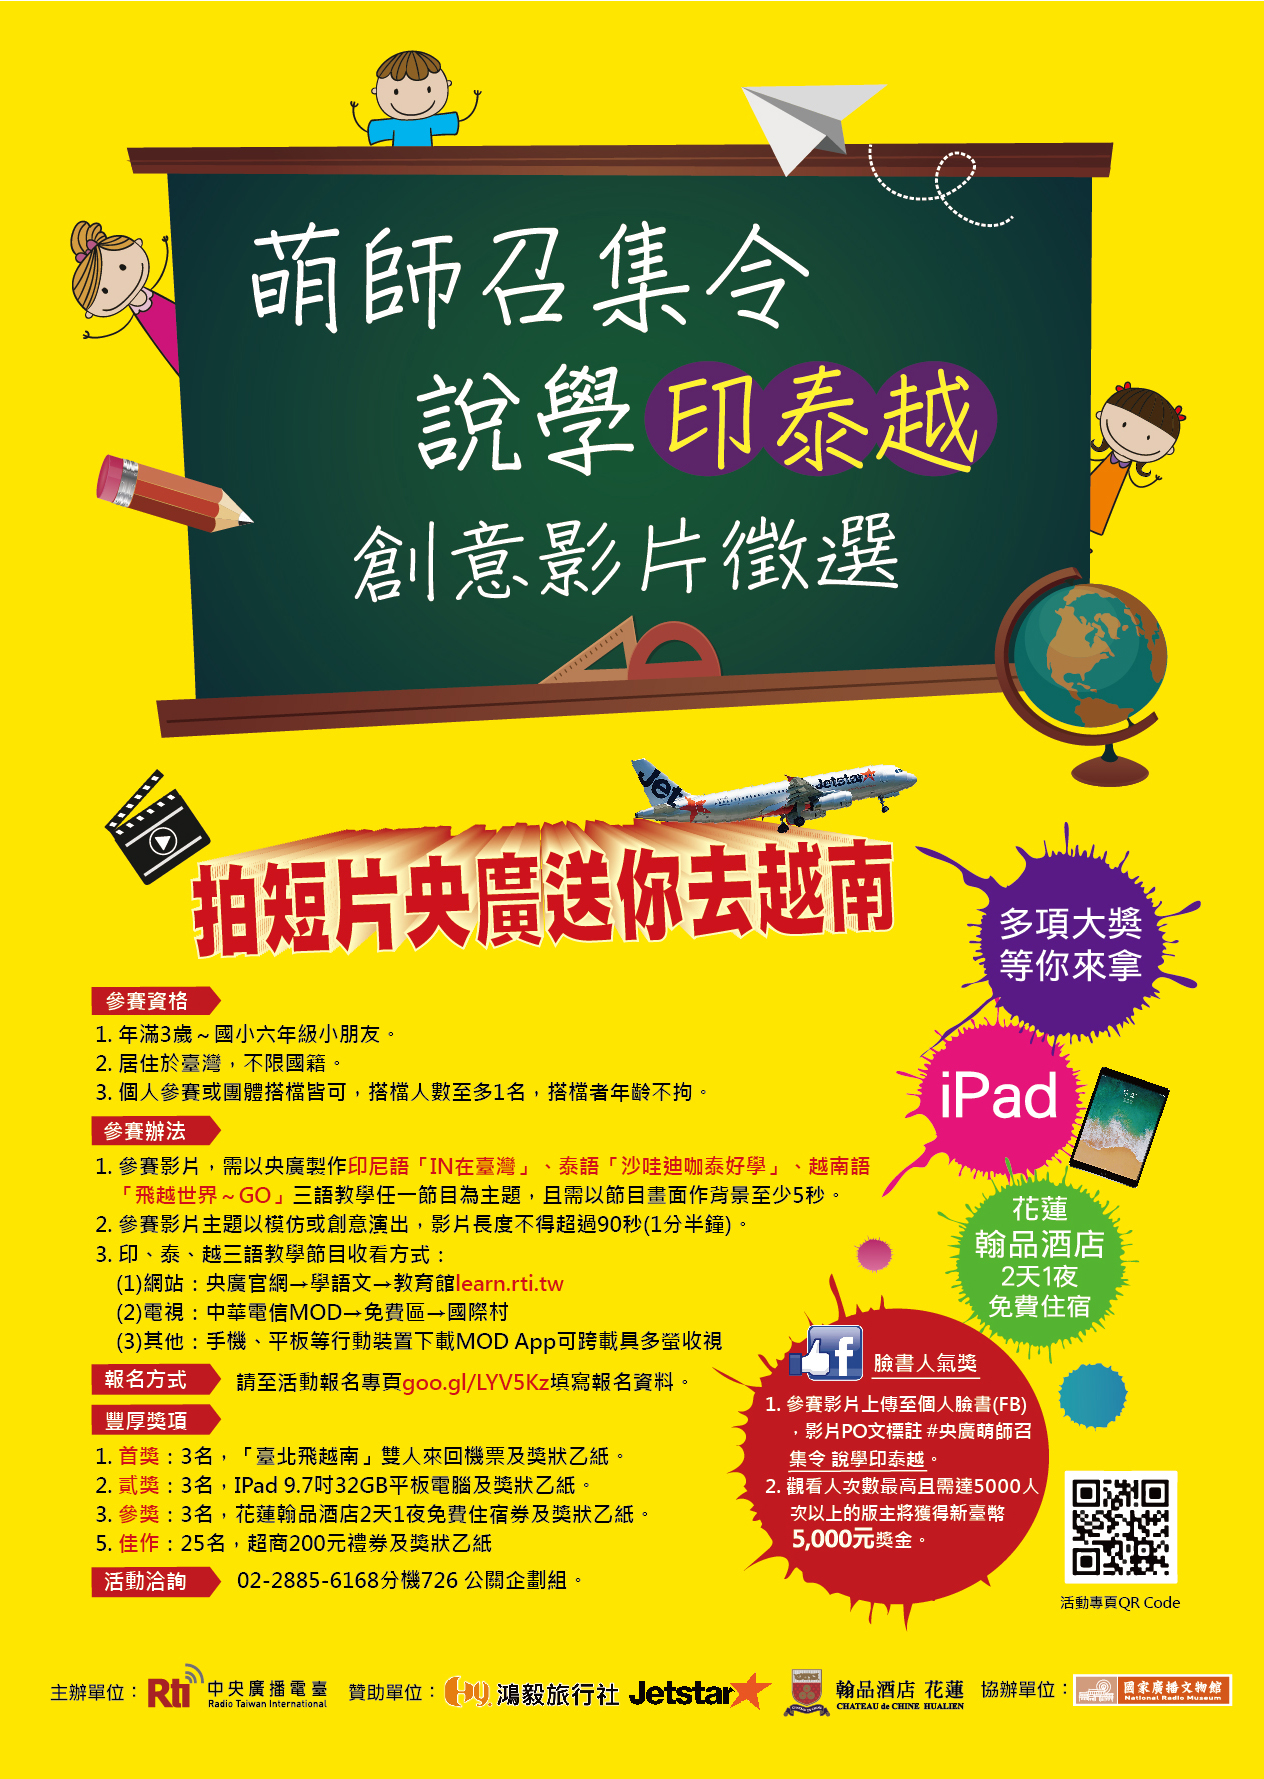 萌師召集令
說學印泰越
創意影片徵選
Jet
Jetstar
拍短片央廣送你去越南
多項大獎
等你來拿
iPad
花蓮
翰品酒店
2天1夜
免費住宿
參賽資格
1. 年滿3歲～國小六年級小朋友。
2. 居住於臺灣，不限國籍。
3. 個人參賽或團體搭檔皆可，搭檔人數至多1名，搭檔者年齡不拘。
參賽辦法
1. 參賽影片，需以央廣製作印尼語「IN在臺灣」、泰語「沙哇迪咖泰好學」、越南語
「飛越世界～GO」三語教學任一節目為主題，且需以節目畫面作背景至少5秒。
2. 參賽影片主題以模仿或創意演出，影片長度不得超過90秒(1分半鐘)。
3. 印、泰、越三語教學節目收看方式：
(1)網站：央廣官網→學語文→教育館learn.rti.tw
(2)電視：中華電信MOD→免費區→國際村
(3)其他：手機、平板等行動裝置下載MOD App可跨載具多螢收視
報名方式
請至活動報名專頁goo.gl/LYV5Kz填寫報名資料。
豐厚獎項
1. 首獎：3名，「臺北飛越南」雙人來回機票及獎狀乙紙。
2. 貳獎：3名，IPad 9.7吋32GB平板電腦及獎狀乙紙。
3. 參獎：3名，花蓮翰品酒店2天1夜免費住宿券及獎狀乙紙。
5. 佳作：25名，超商200元禮券及獎狀乙紙
活動洽詢
02-2885-6168分機726 公關企劃組。
f
臉書人氣獎
1. 參賽影片上傳至個人臉書(FB)
，影片PO文標註 #央廣萌師召
集令 說學印泰越。
2. 觀看人次數最高且需達5000人
次以上的版主將獲得新臺幣
5,000元獎金。
活動專頁QR Code
主辦單位：
Rti
中央廣播電臺
Radio Taiwan International
贊助單位：
鴻毅旅行社
Jetstar
翰品酒店 花蓮
CHATEAU de CHINE HUALIEN
協辦單位：
國家廣播文物館
National Radio Museum